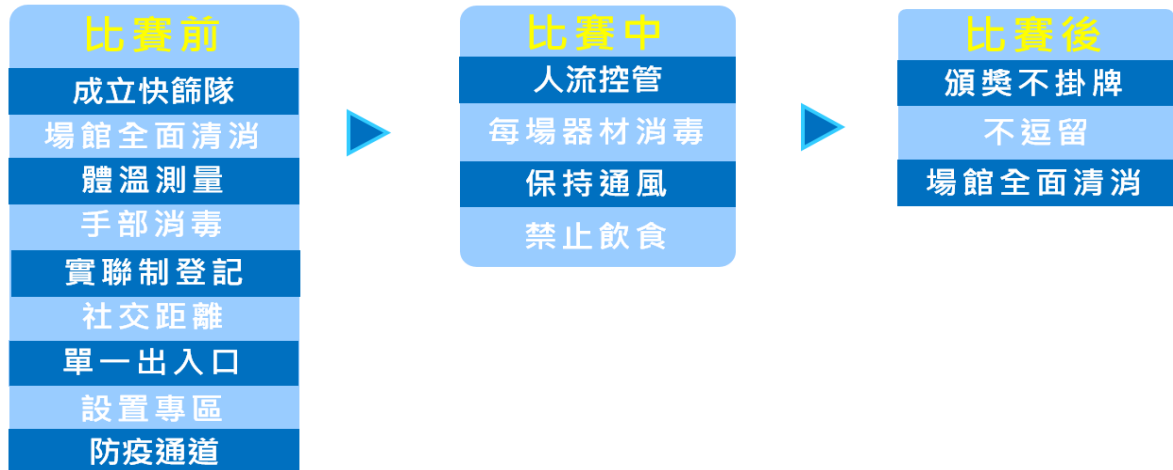 比賽前
成立快篩隊
場館全面清消
體溫測量
手部消毒
實聯制登記
社交距離
單一出入口
設置專區
防疫通道
比賽中
人流控管
每場器材消毒
保持通風
禁止飲食
比賽後
頒獎不掛牌
不逗留
場館全面清消